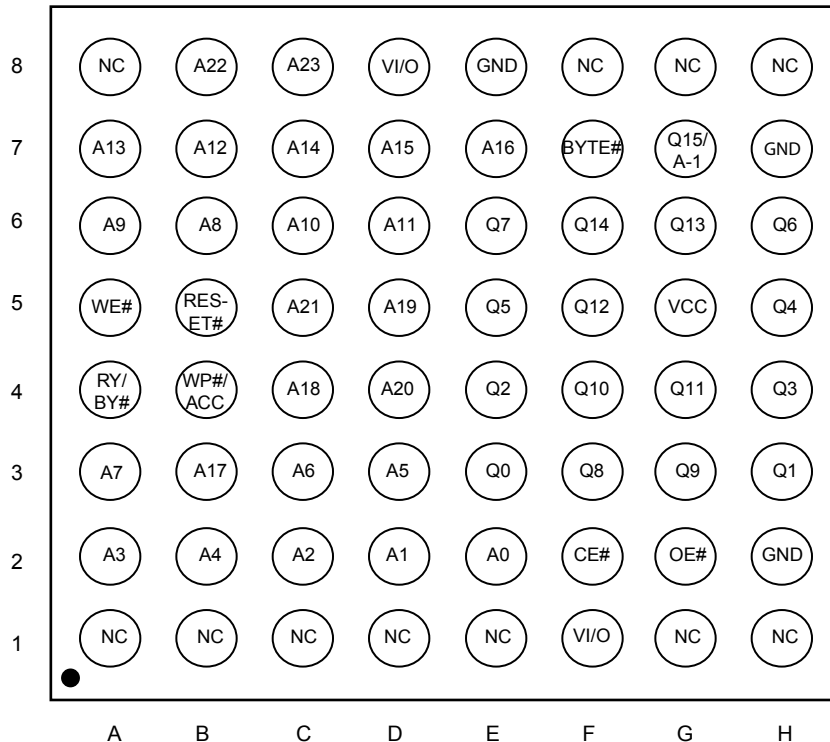 8 NC A22 A23 VI/O GND NC NC NC
7 A13 A12 A14 A15 A16 BYTE# Q15/ A-1 GND
6 A9 A8 A10 A11 Q7 Q14 Q13 Q6
5 WE# RES- ET# A21 A19 Q5 Q12 VCC Q4
4 RY/ BY# WP#/ ACC A18 A20 Q2 Q10 Q11 Q3
3 A7 A17 A6 A5 Q0 Q8 Q9 Q1
2 A3 A4 A2 A1 A0 CE# OE# GND
1 NC NC NC NC NC VI/O NC NC
A B C D E F G H